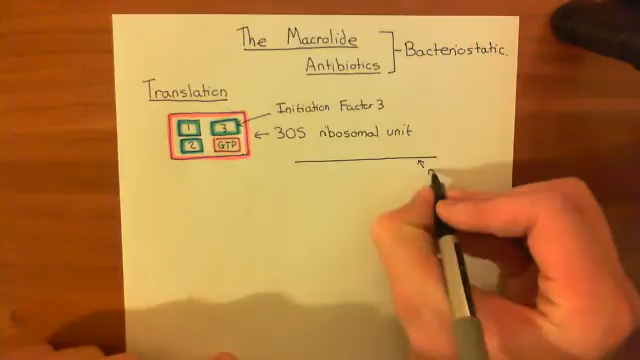 The Macrolide
Antibiotics
Bacteriostatic.
Translation
Initiation Factor 3
1 3
30S ribosomal unit
2 GTP